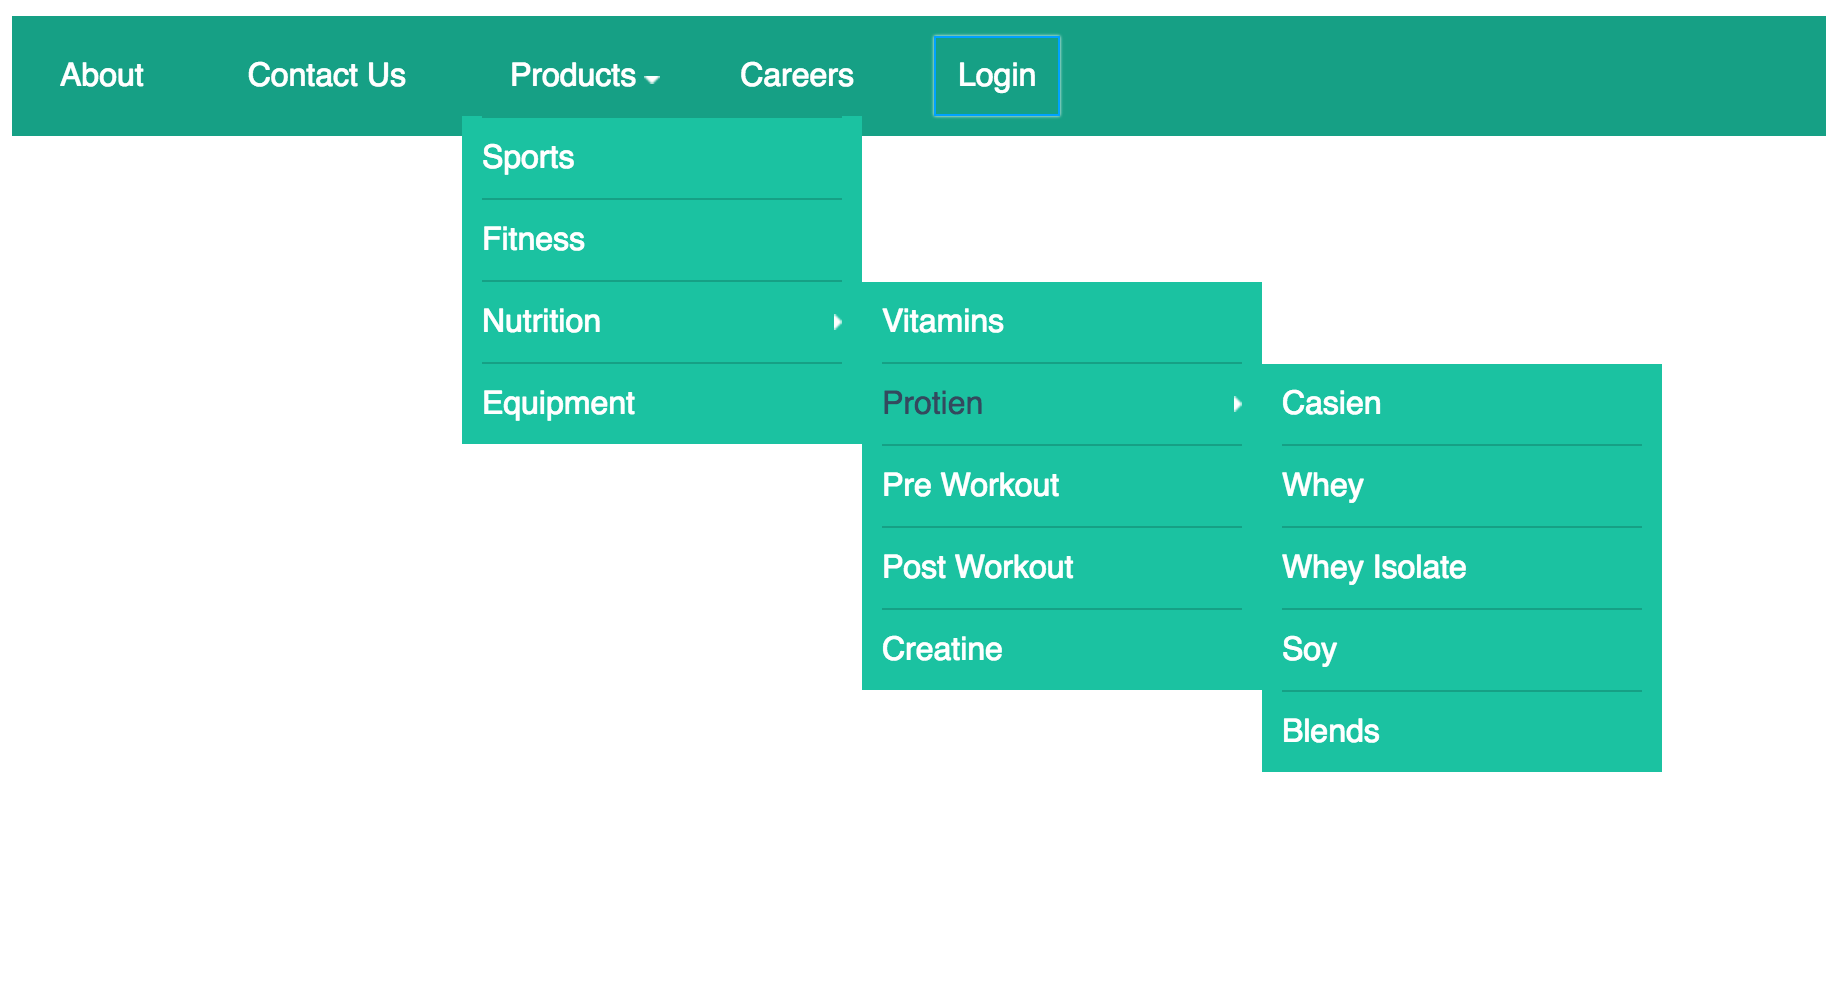 About
Contact Us
Products
Careers
Login
Sports
Fitness
Nutrition
Equipment
Vitamins
Protien
Pre Workout
Post Workout
Creatine
Casien
Whey
Whey Isolate
Soy
Blends